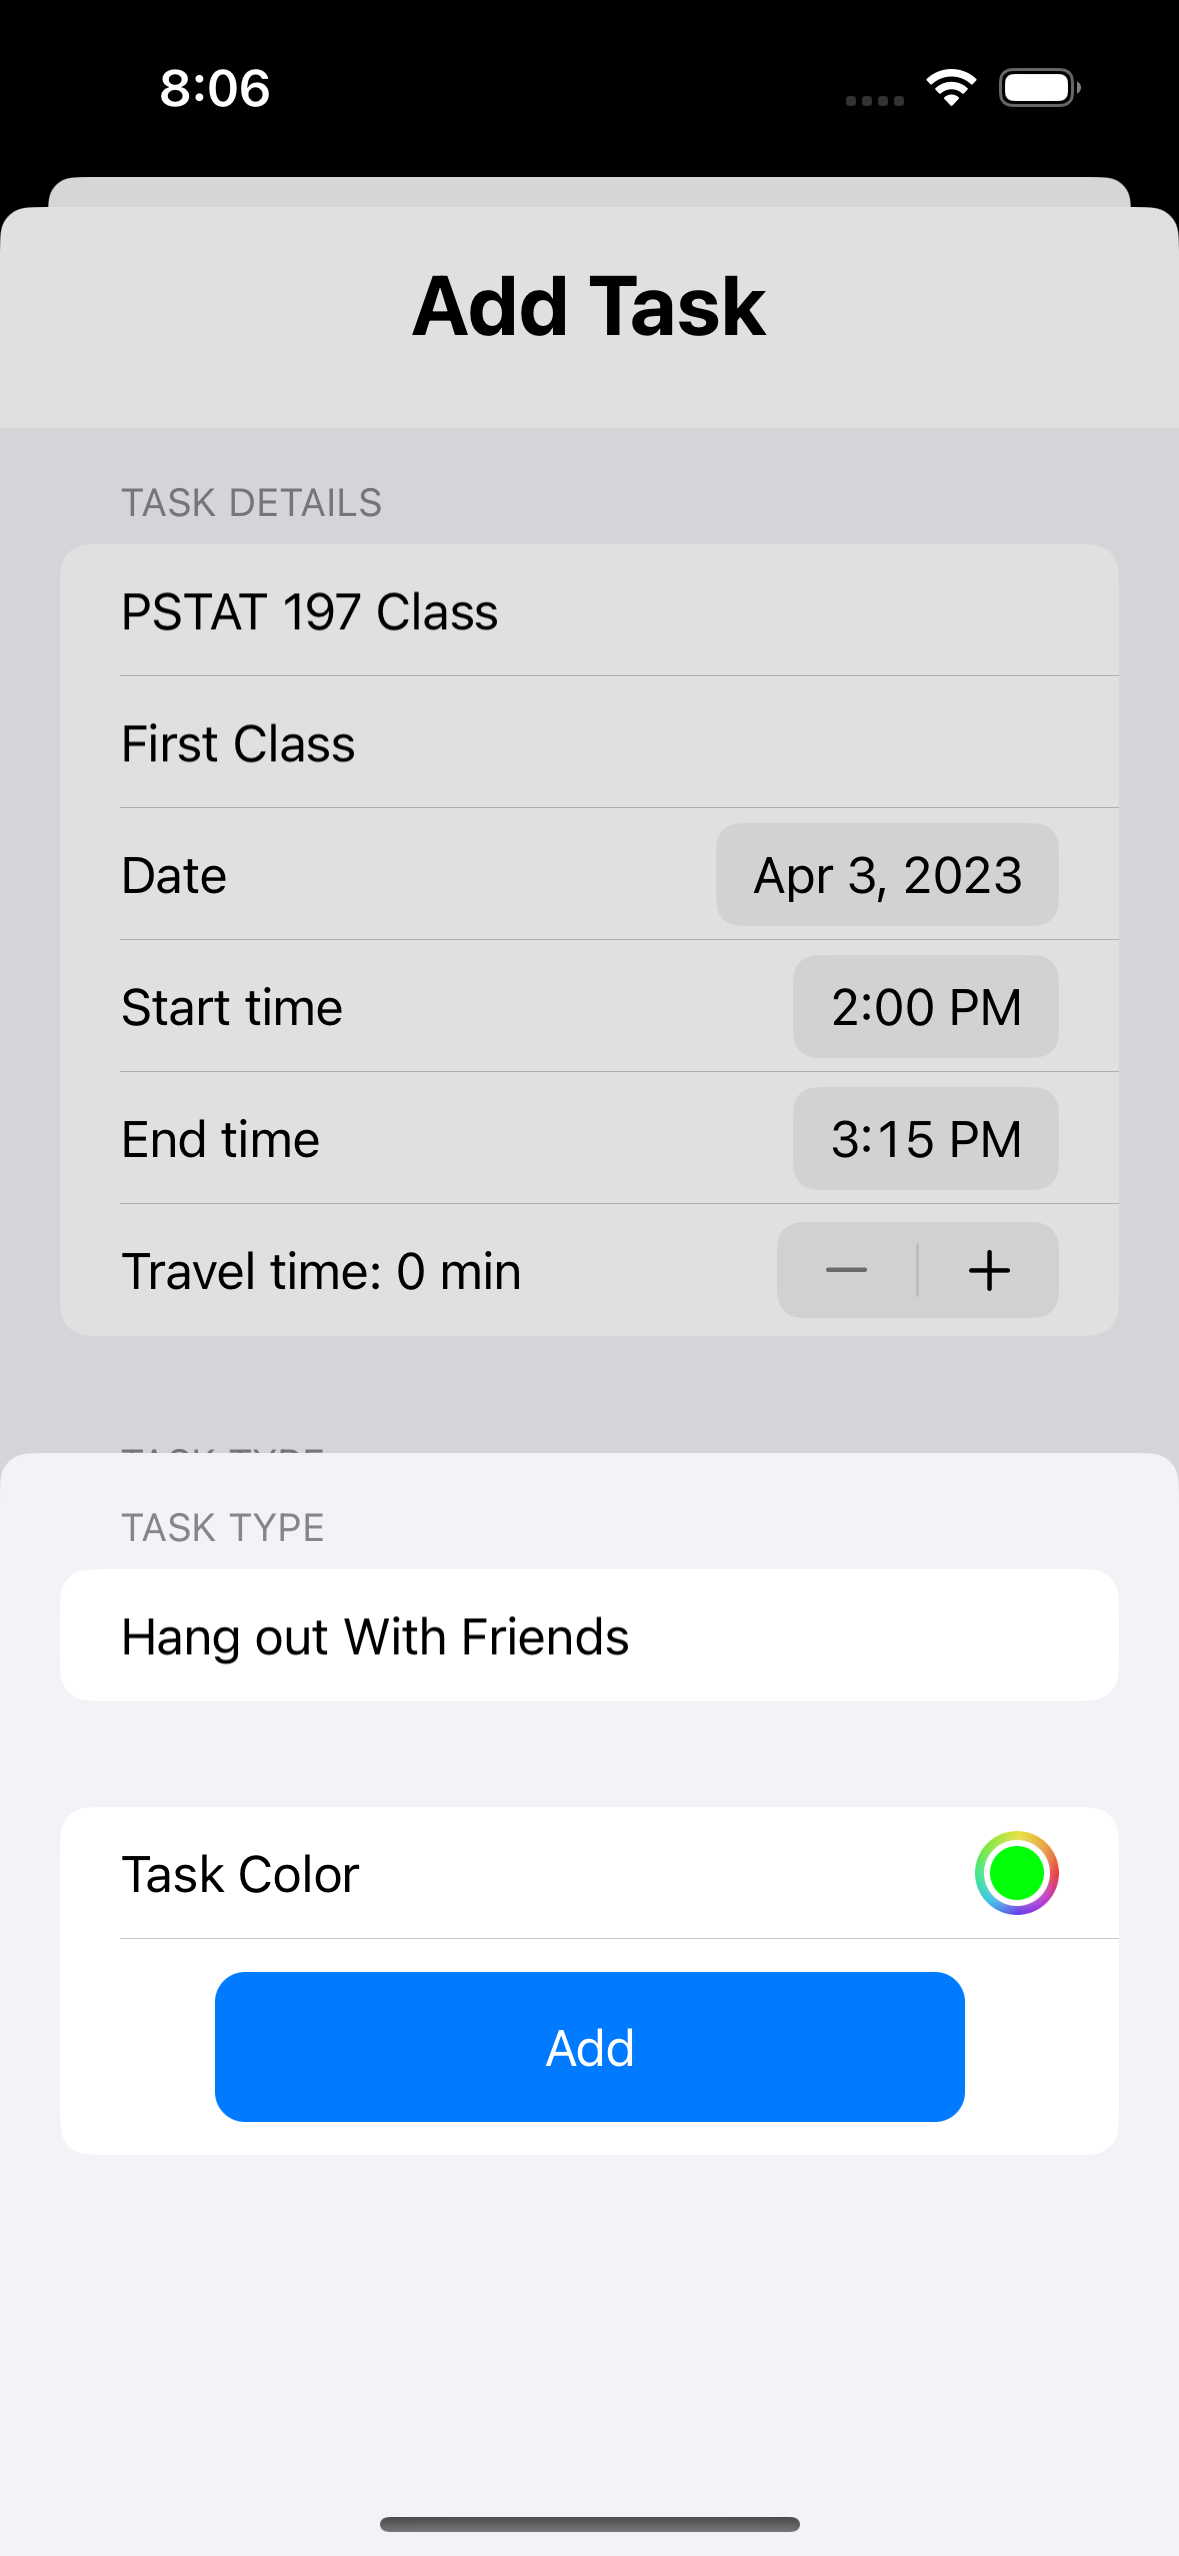 8:06
Add Task
TASK DETAILS
PSTAT 197 Class
First Class
Date Apr 3, 2023
Start time 2:00 PM
End time 3:15 PM
Travel time: 0 min
TASK TYPE
TASK TYPE
Hang out With Friends
Task Color
Add